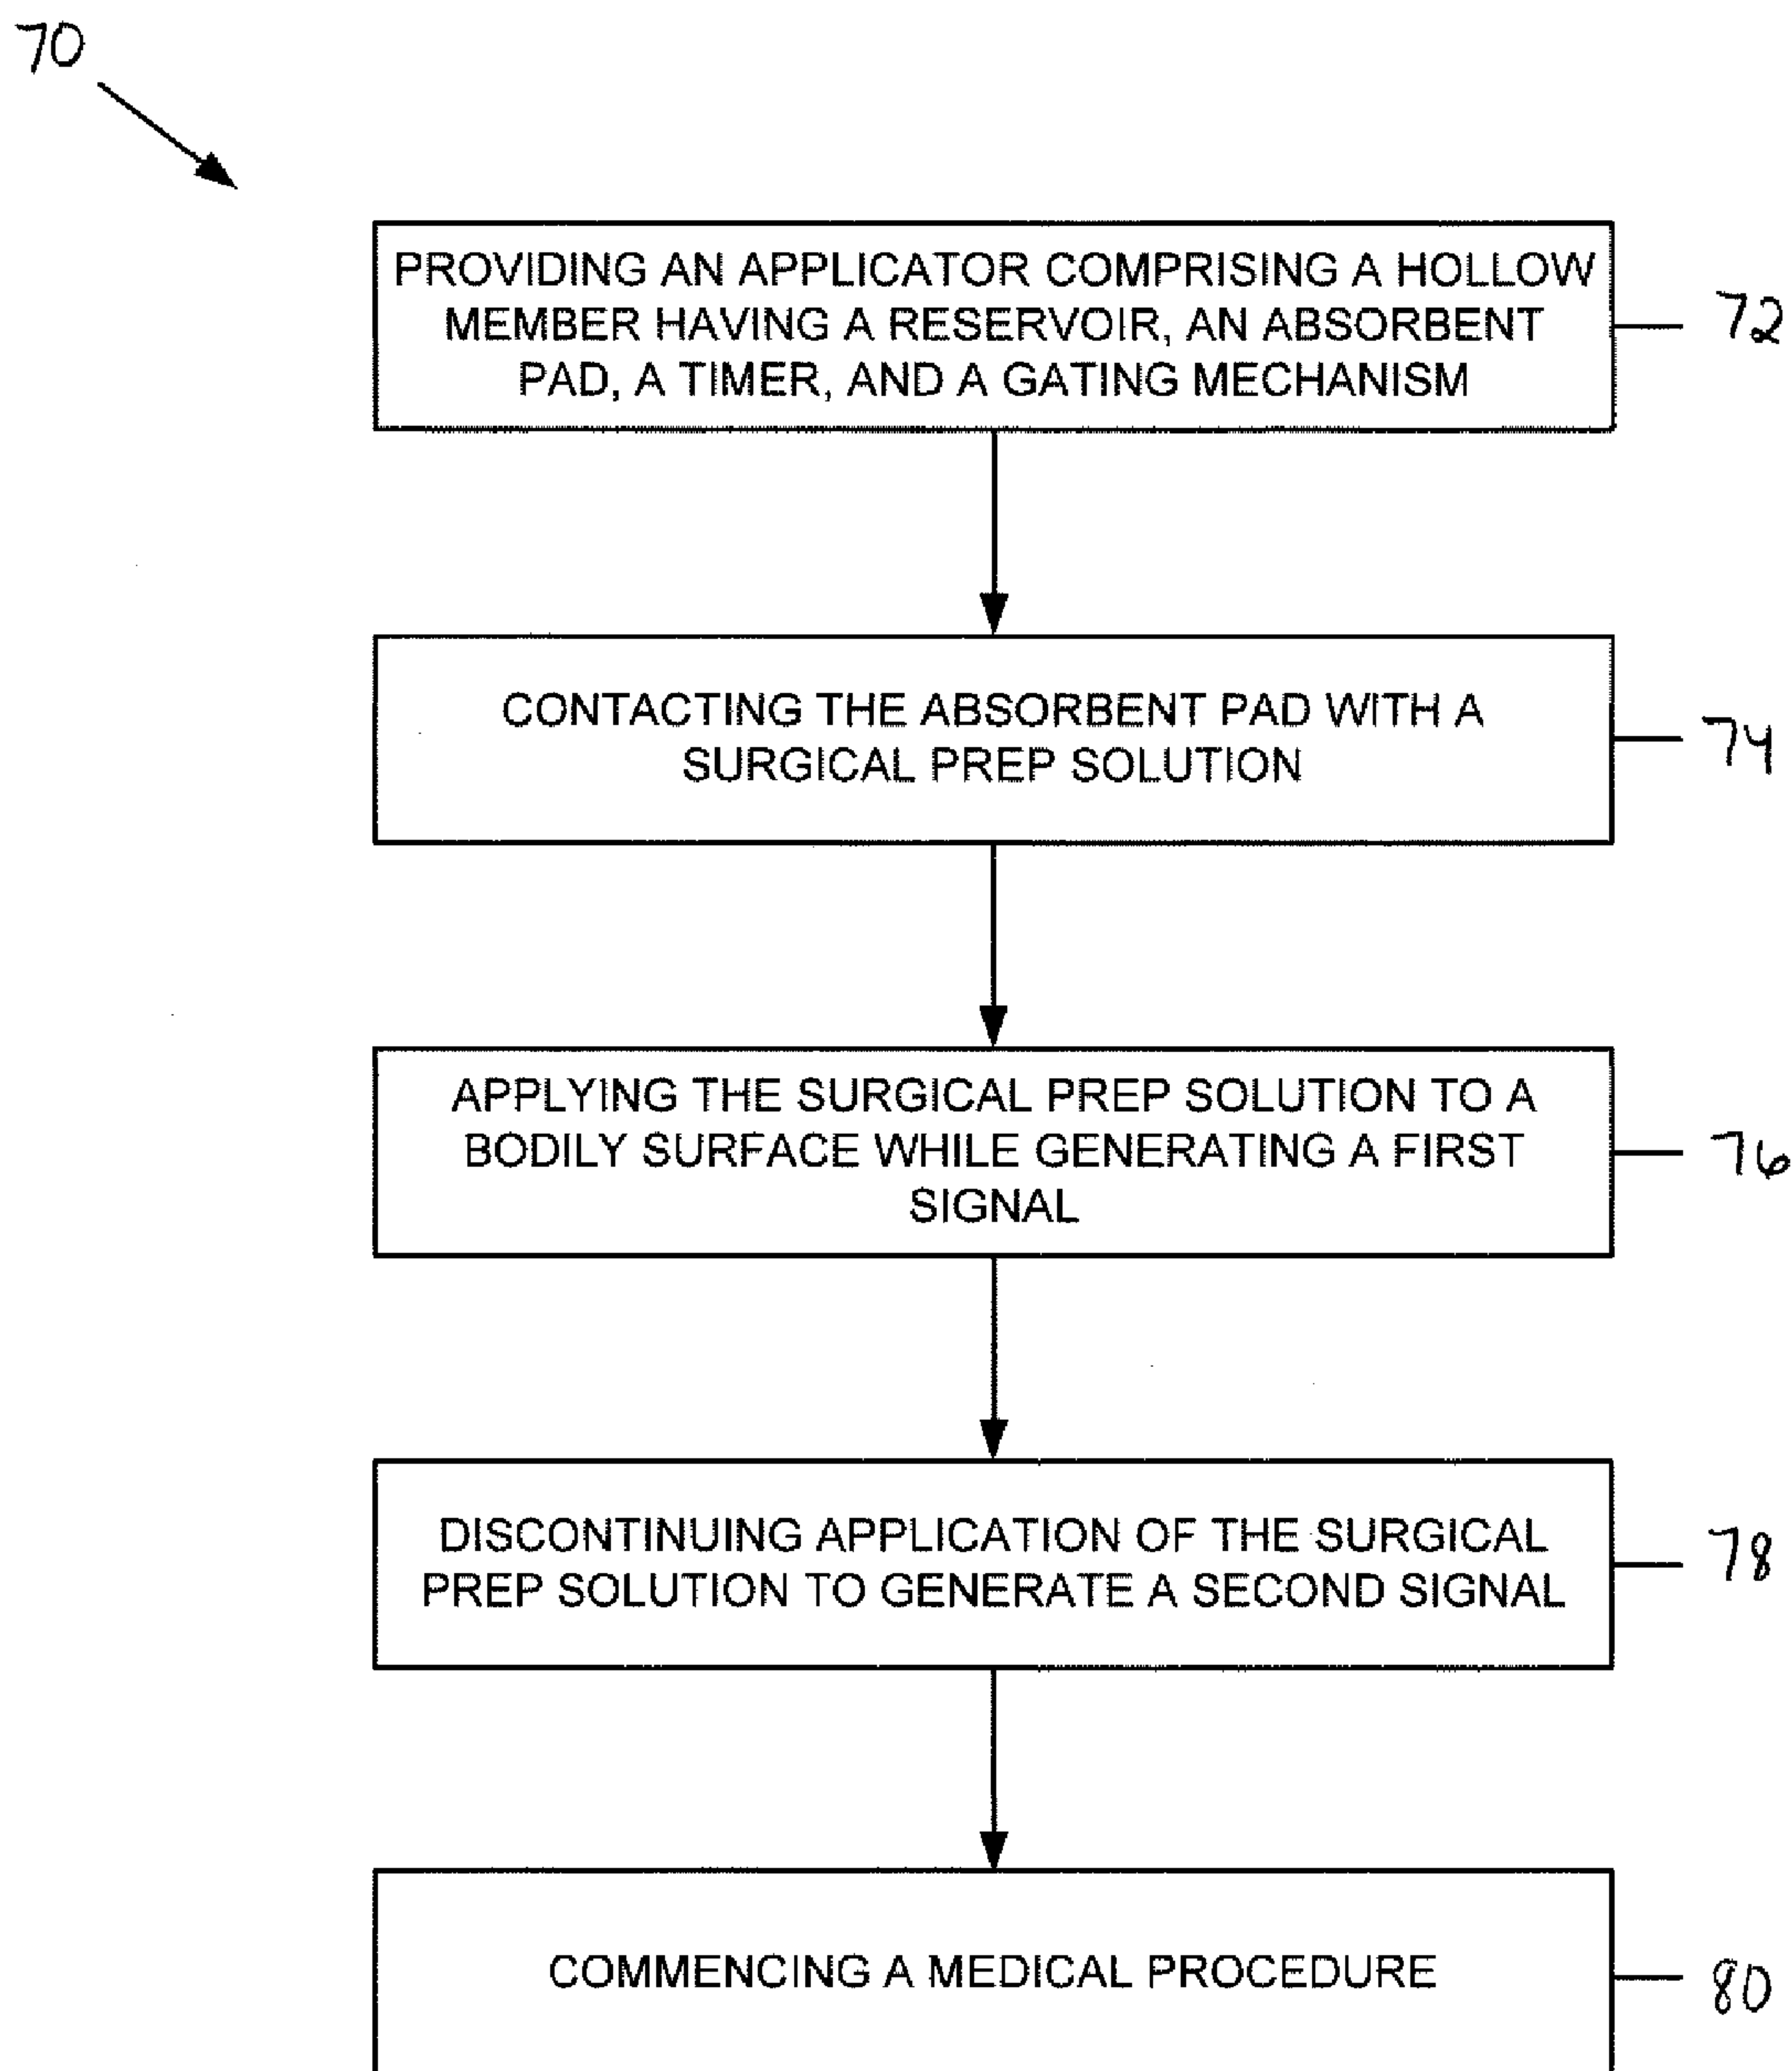 70
PROVIDING AN APPLICATOR COMPRISING A HOLLOW
MEMBER HAVING A RESERVOIR, AN ABSORBENT
PAD, A TIMER, AND A GATING MECHANISM
72
CONTACTING THE ABSORBENT PAD WITH A
SURGICAL PREP SOLUTION
74
APPLYING THE SURGICAL PREP SOLUTION TO A
BODILY SURFACE WHILE GENERATING A FIRST
SIGNAL
76
DISCONTINUING APPLICATION OF THE SURGICAL
PREP SOLUTION TO GENERATE A SECOND SIGNAL
78
COMMENCING A MEDICAL PROCEDURE
80